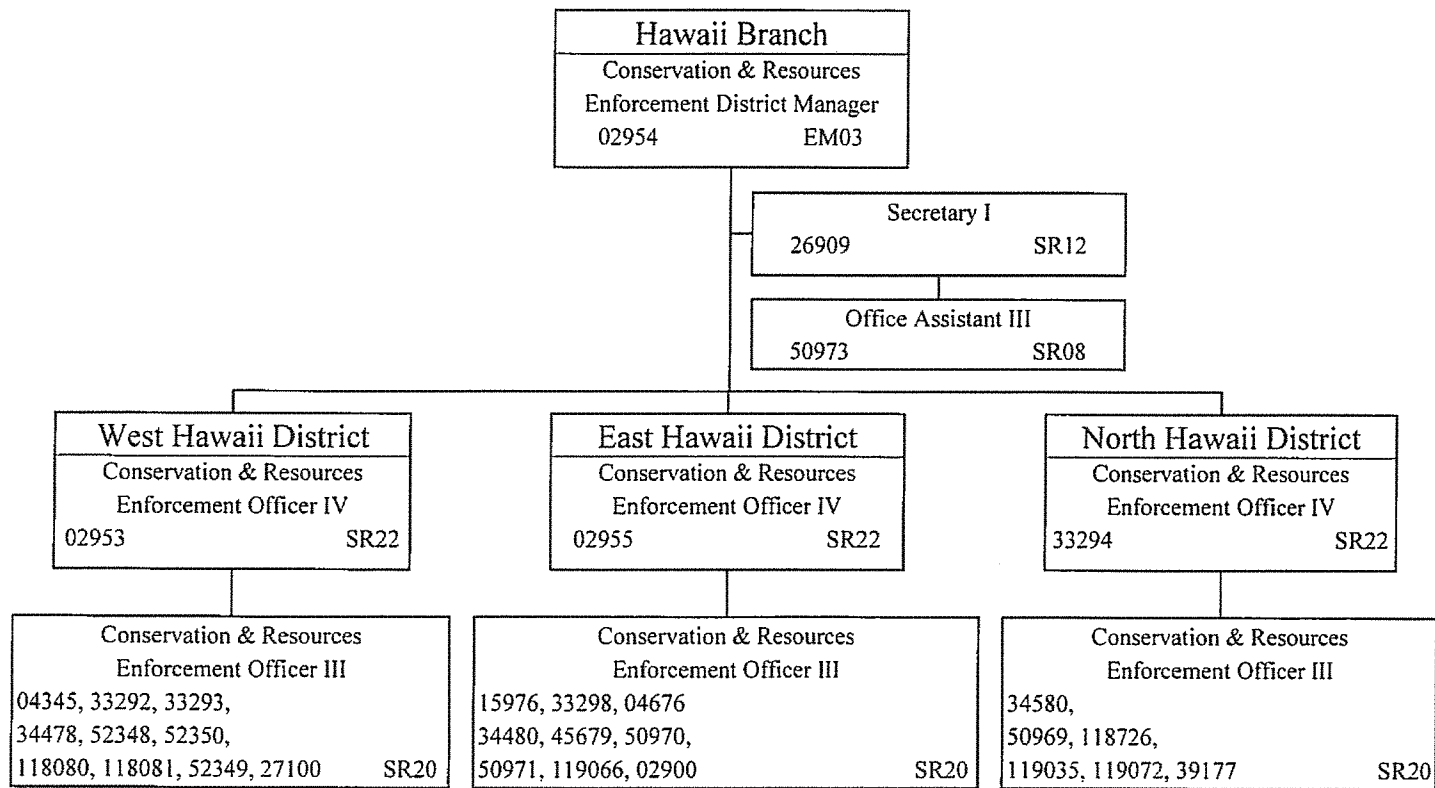 Hawaii Branch
Conservation & Resources
Enforcement District Manager
02954 EM03
Secretary I
26909 SR12
Office Assistant III
50973 SR08
West Hawaii District
Conservation & Resources
Enforcement Officer IV
02953 SR22
East Hawaii District
Conservation & Resources
Enforcement Officer IV
02955 SR22
North Hawaii District
Conservation & Resources
Enforcement Officer IV
33294 SR22
Conservation & Resources
Enforcement Officer III
04345, 33292, 33293,
34478, 52348, 52350,
118080, 118081, 52349, 27100 SR20
Conservation & Resources
Enforcement Officer III
15976, 33298, 04676
34480, 45679, 50970,
50971, 119066, 02900 SR20
Conservation & Resources
Enforcement Officer III
34580,
50969, 118726,
119035, 119072, 39177 SR20